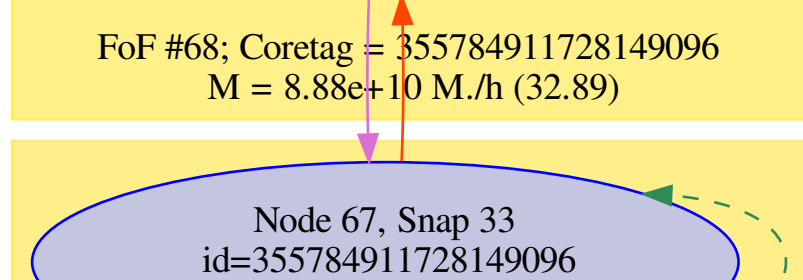 FoF #68; Coretag = 355784911728149096
M = 8.88e+10 M./h (32.89)
Node 67, Snap 33
id=355784911728149096